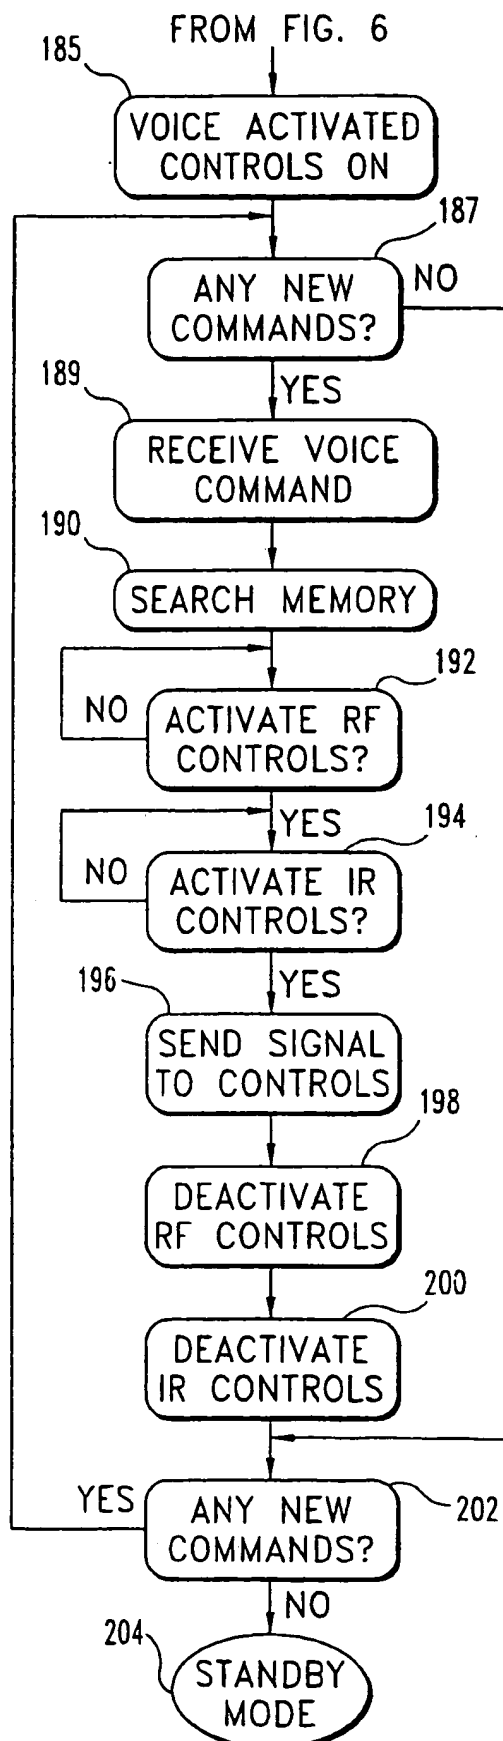 FROM FIG. 6
185
VOICE ACTIVATED
CONTROLS ON
187
ANY NEW
COMMANDS?
NO
YES
189
RECEIVE VOICE
COMMAND
190
SEARCH MEMORY
192
NO
ACTIVATE RF
CONTROLS?
YES
194
NO
ACTIVATE IR
CONTROLS?
YES
196
SEND SIGNAL
TO CONTROLS
198
DEACTIVATE
RF CONTROLS
200
DEACTIVATE
IR CONTROLS
YES
ANY NEW
COMMANDS?
202
NO
204
STANDBY
MODE